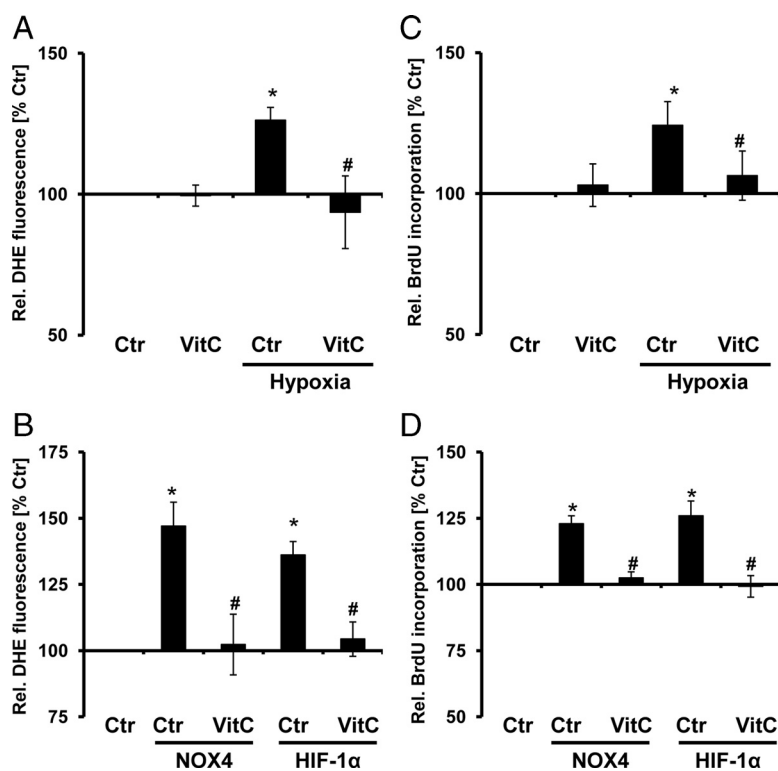 A
Rel. DHE fluorescence [% Ctr]
150
*
#
100
50
Ctr VitC Ctr VitC
Hypoxia
C
Rel. BrdU incorporation [% Ctr]
150
*
#
100
50
Ctr VitC Ctr VitC
Hypoxia
B
Rel. DHE fluorescence [% Ctr]
175
150
*
*
125
#
#
100
75
Ctr Ctr VitC Ctr VitC
NOX4 HIF-1α
D
Rel. BrdU incorporation [% Ctr]
150
*
*
125
#
#
100
75
50
Ctr Ctr VitC Ctr VitC
NOX4 HIF-1α